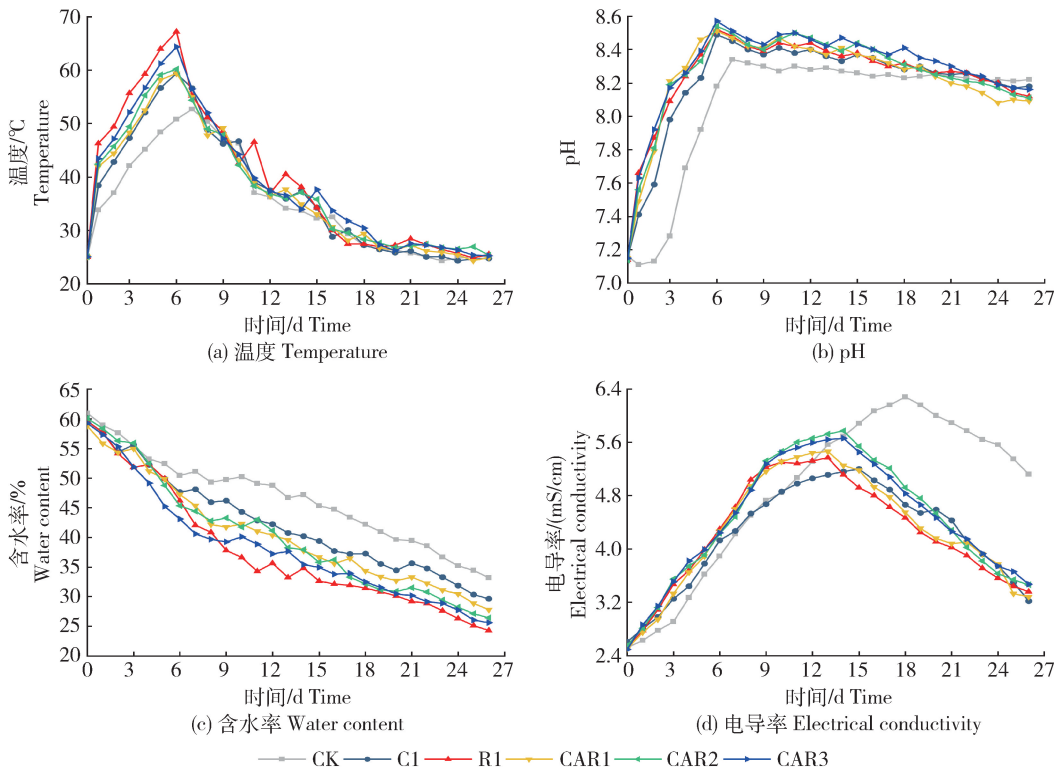 70
60
50
40
30
20
温度/℃
Temperature
0 3 6 9 12 15 18 21 24 27
时间/d Time
(a) 温度 Temperature
8.6
8.4
8.2
8.0
7.8
7.6
7.4
7.2
7.0
pH
0 3 6 9 12 15 18 21 24 27
时间/d Time
(b) pH
65
60
55
50
45
40
35
30
25
20
含水率/%
Water content
0 3 6 9 12 15 18 21 24 27
时间/d Time
(c) 含水率 Water content
6.4
5.6
4.8
4.0
3.2
2.4
电导率/(mS/cm)
Electrical conductivity
0 3 6 9 12 15 18 21 24 27
时间/d Time
(d) 电导率 Electrical conductivity
CK C1 R1 CAR1 CAR2 CAR3